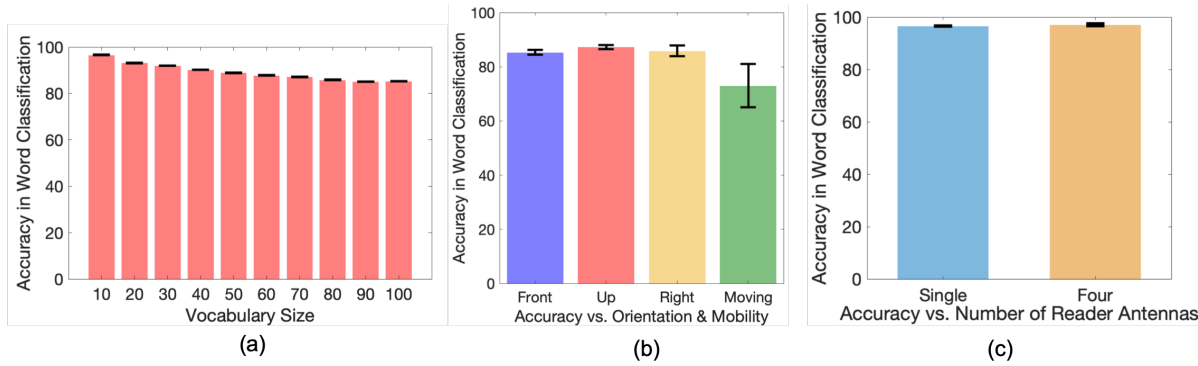 Accuracy in Word Classification
100
80
60
40
20
0
10 20 30 40 50 60 70 80 90 100
Vocabulary Size
(a)
Accuracy in Word Classification
100
80
60
40
20
0
Front Up Right Moving
Accuracy vs. Orientation & Mobility
(b)
Accuracy in Word Classification
100
80
60
40
20
0
Single Four
Accuracy vs. Number of Reader Antennas
(c)